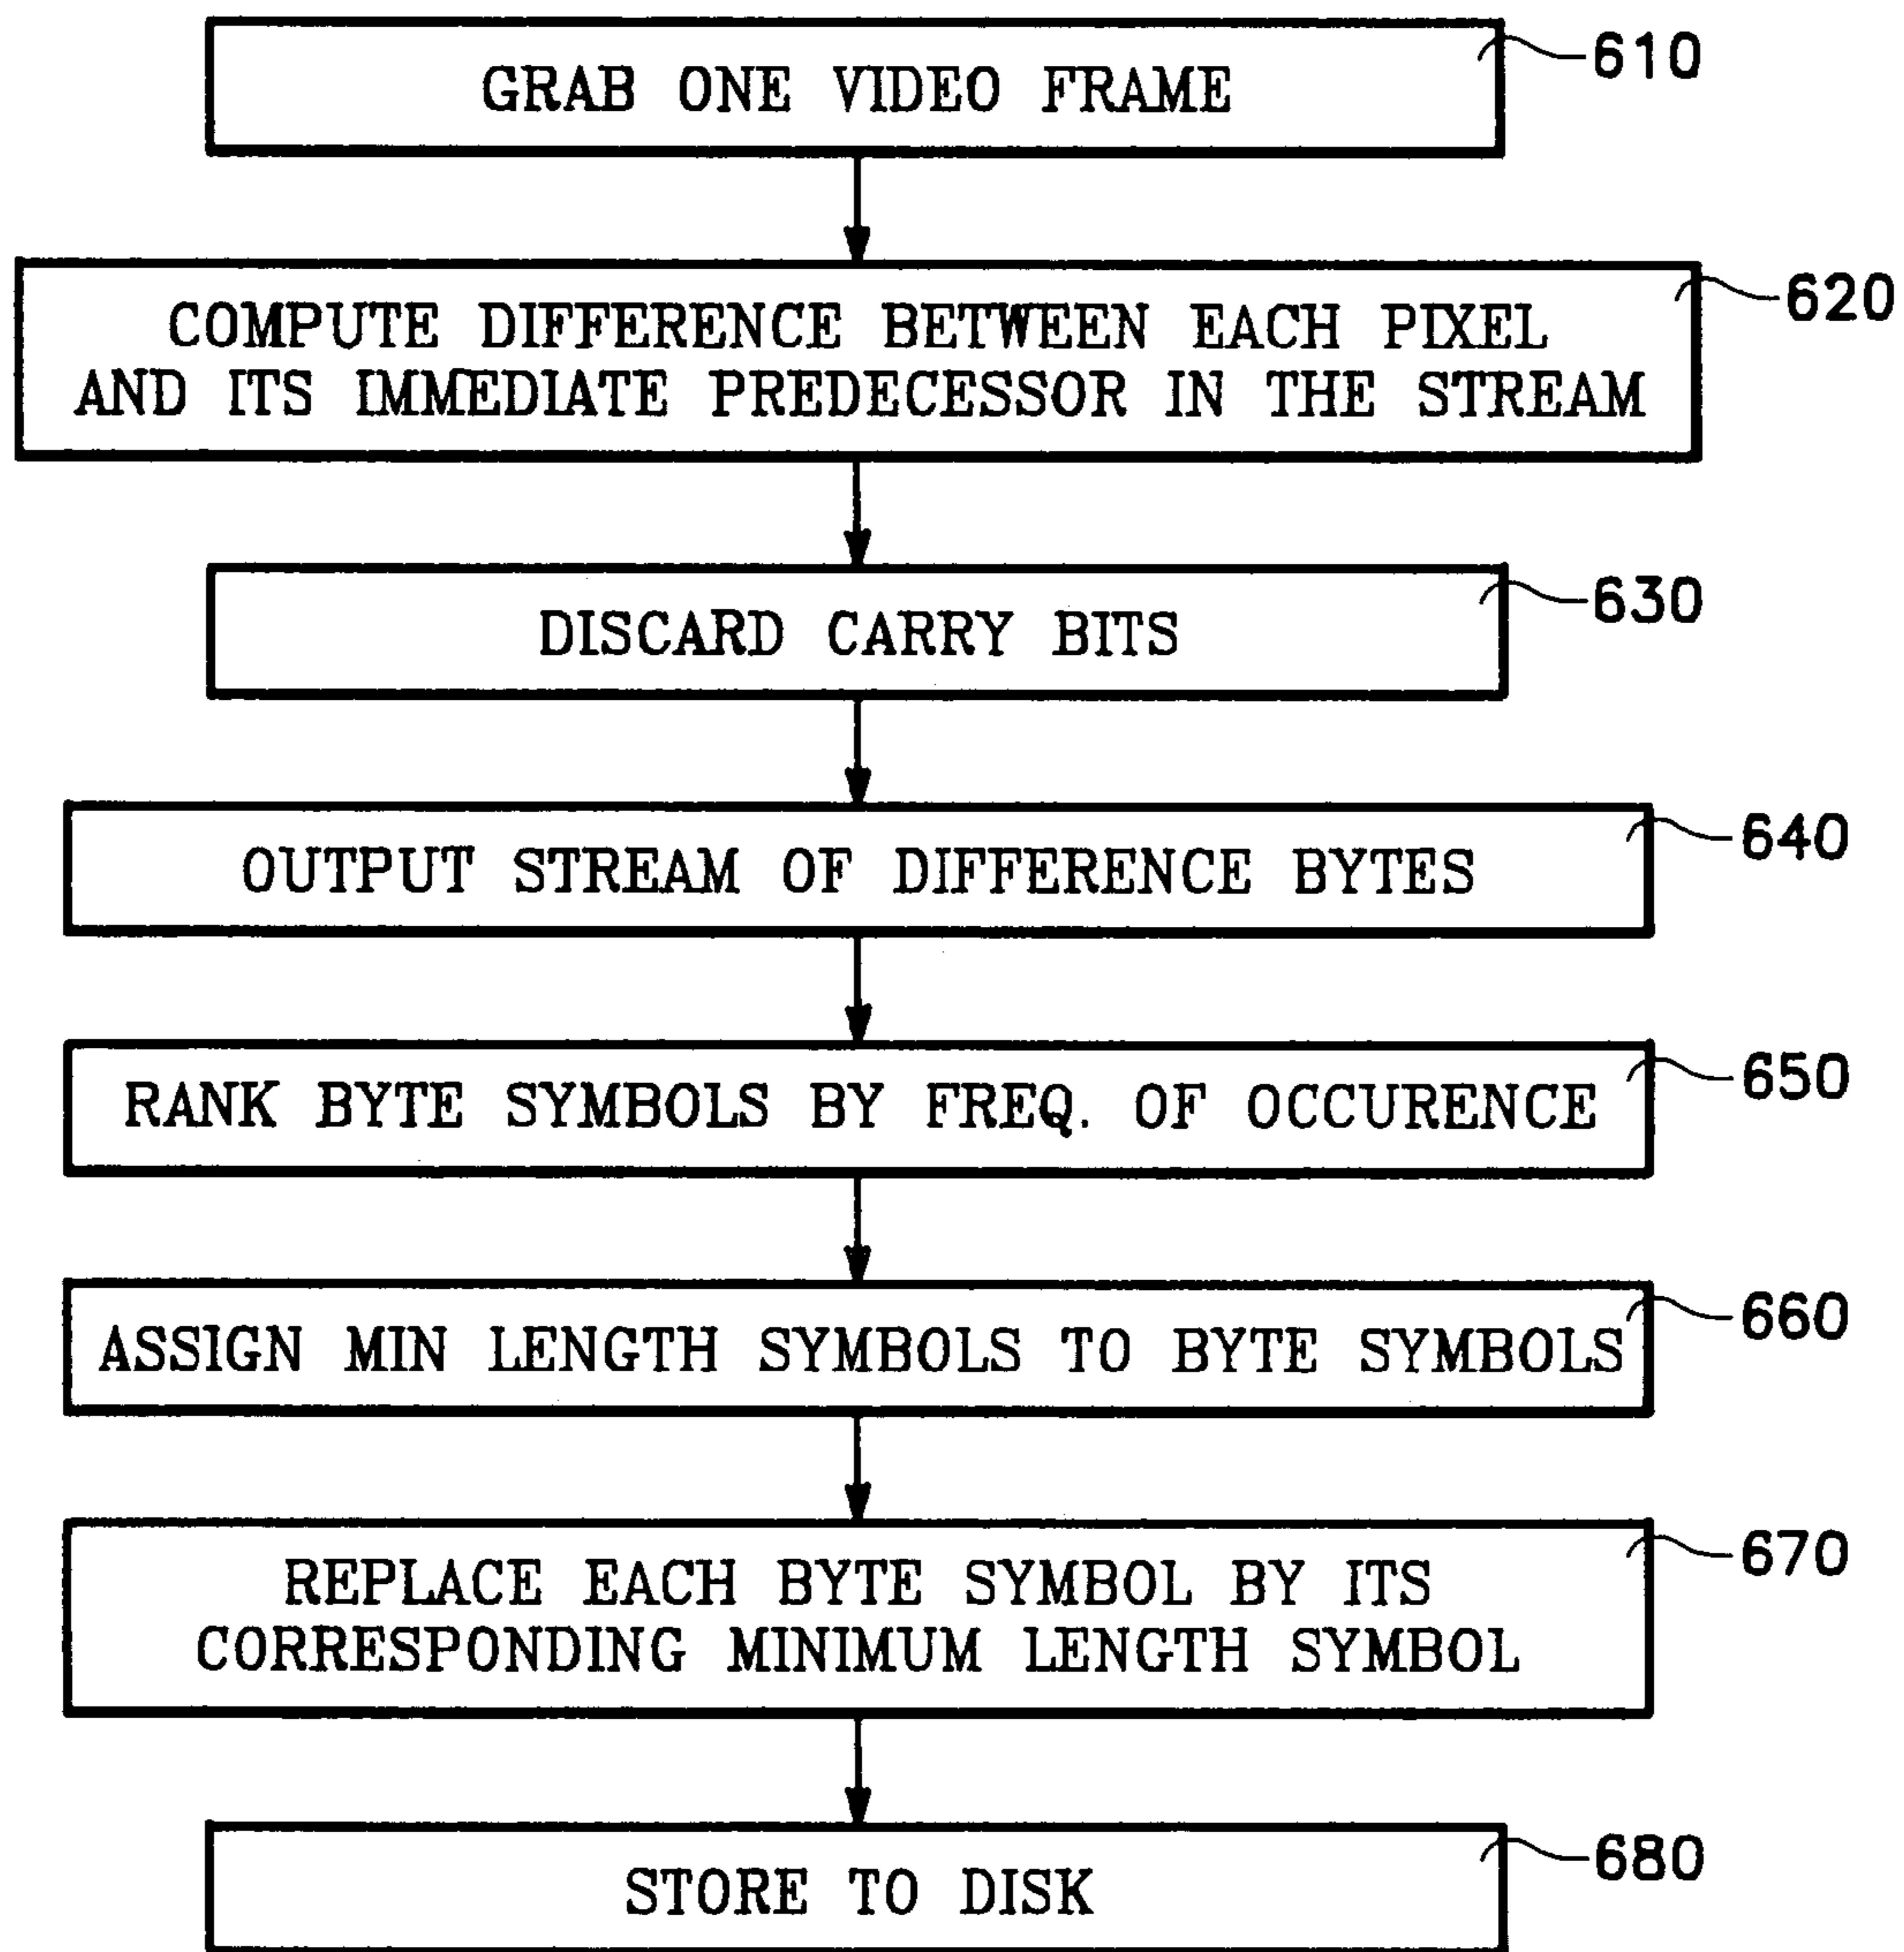 GRAB ONE VIDEO FRAME
610
COMPUTE DIFFERENCE BETWEEN EACH PIXEL
AND ITS IMMEDIATE PREDECESSOR IN THE STREAM
620
DISCARD CARRY BITS
630
OUTPUT STREAM OF DIFFERENCE BYTES
640
RANK BYTE SYMBOLS BY FREQ. OF OCCURENCE
650
ASSIGN MIN LENGTH SYMBOLS TO BYTE SYMBOLS
660
REPLACE EACH BYTE SYMBOL BY ITS
CORRESPONDING MINIMUM LENGTH SYMBOL
670
STORE TO DISK
680